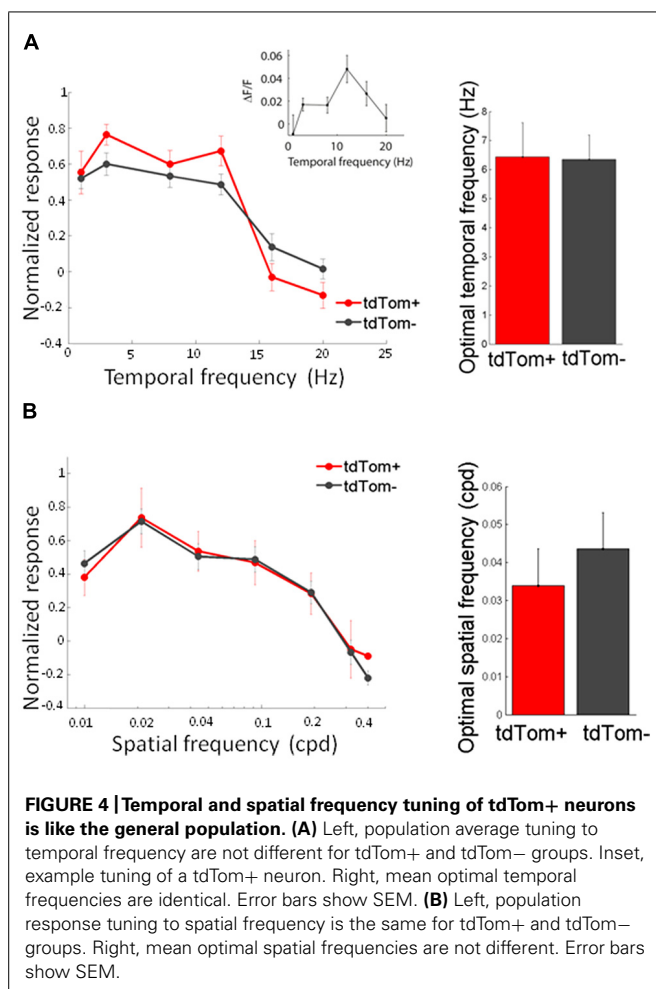 A
0.06
0.04
0.02
0
ΔF/F
0 10 20
Temporal frequency (Hz)
1
0.8
0.6
0.4
0.2
0
-0.2
-0.4
Normalized response
tdTom+
tdTom-
0 5 10 15 20 25
Temporal frequency (Hz)
Optimal temporal frequency (Hz)
8
7
6
5
4
3
2
1
0
tdTom+ tdTom-
B
1
0.8
0.6
0.4
0.2
0
-0.2
-0.4
Normalized response
tdTom+
tdTom-
0.01 0.02 0.04 0.1 0.2 0.4
Spatial frequency (cpd)
Optimal spatial frequency (cpd)
0.06
0.05
0.04
0.03
0.02
0.01
0
tdTom+ tdTom-
FIGURE 4 | Temporal and spatial frequency tuning of tdTom+ neurons
is like the general population. (A) Left, population average tuning to
temporal frequency are not different for tdTom+ and tdTom− groups. Inset,
example tuning of a tdTom+ neuron. Right, mean optimal temporal
frequencies are identical. Error bars show SEM. (B) Left, population
response tuning to spatial frequency is the same for tdTom+ and tdTom−
groups. Right, mean optimal spatial frequencies are not different. Error bars
show SEM.